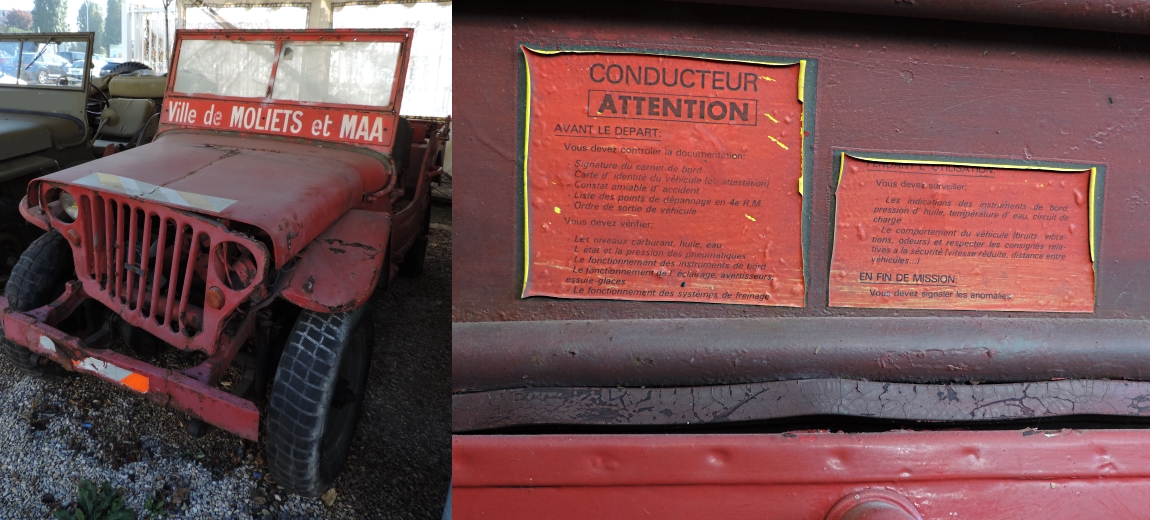 Ville de MOLIETS et MAA
CONDUCTEUR
ATTENTION
AVANT LE DEPART:
Vous devez contrôler la documentation:
Signature du carnet de bord
Carte d' identité du véhicule (ou attestation)
Constat amiable d' accident
Liste des points de dépannage en 4e R.M
Ordre de sortie de véhicule
Vous devez vérifier:
Les niveaux carburant, huile, eau
L' état et la pression des pneumatiques
Le fonctionnement des instruments de bord
Le fonctionnement de l' éclairage, avertisseurs
essuie-glaces
Le fonctionnement des systèmes de freinage
PENDANT L' UTILISATION:
Vous devez surveiller:
Les indications des instruments de bord:
pression d' huile, température d' eau, circuit de
charge
Le comportement du véhicule (bruits, vibra-
tions, odeurs) et respecter les consignes rela-
tives a la sécurité (vitesse réduite, distance entre
véhicules...)
EN FIN DE MISSION:
Vous devez signaler les anomalies.